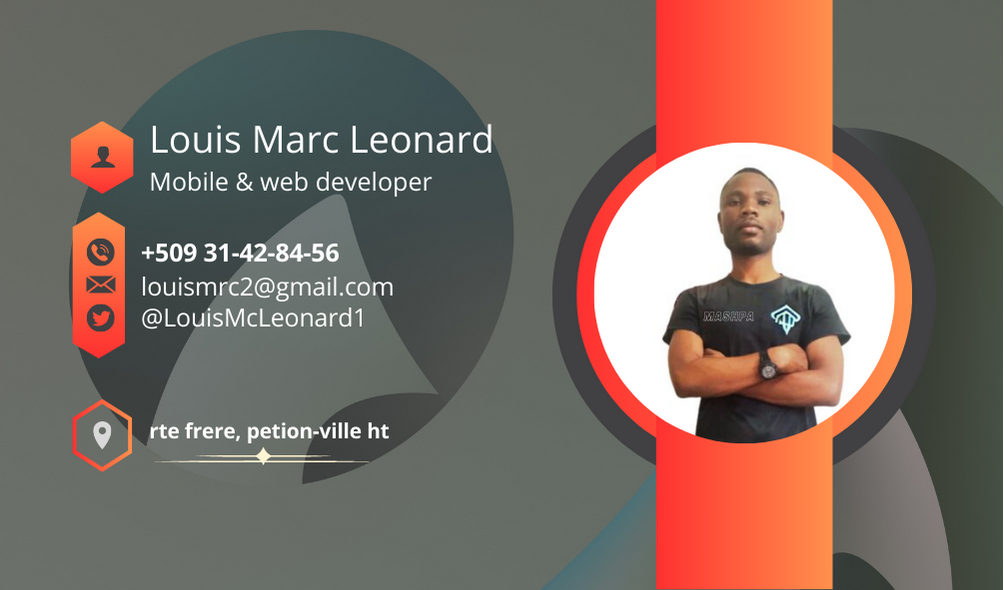 Louis Marc Leonard
Mobile & web developer
+509 31-42-84-56
louismrc2@gmail.com
@LouisMcLeonard1
rte frere, petion-ville ht
MASHPA